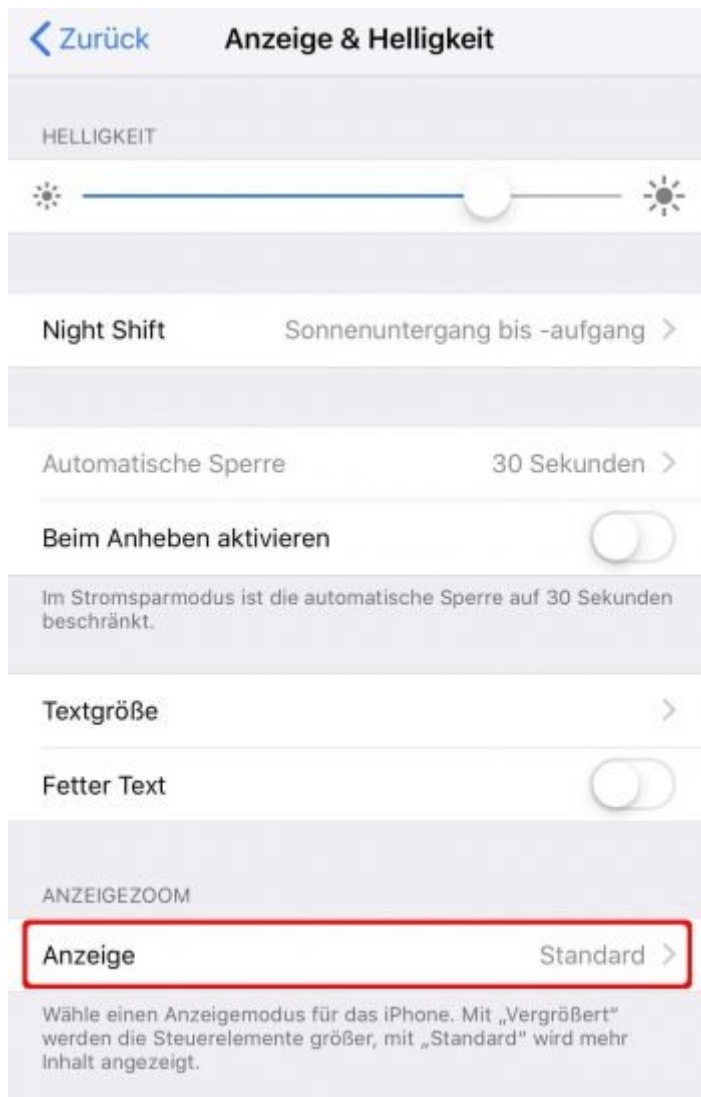 Zurück Anzeige & Helligkeit
HELLIGKEIT
Night Shift Sonnenuntergang bis -aufgang
Automatische Sperre 30 Sekunden
Beim Anheben aktivieren
Im Stromsparmodus ist die automatische Sperre auf 30 Sekunden
beschränkt.
Textgröße
Fetter Text
ANZEIGEZOOM
Anzeige Standard
Wähle einen Anzeigemodus für das iPhone. Mit „Vergrößert“
werden die Steuerelemente größer, mit „Standard“ wird mehr
Inhalt angezeigt.